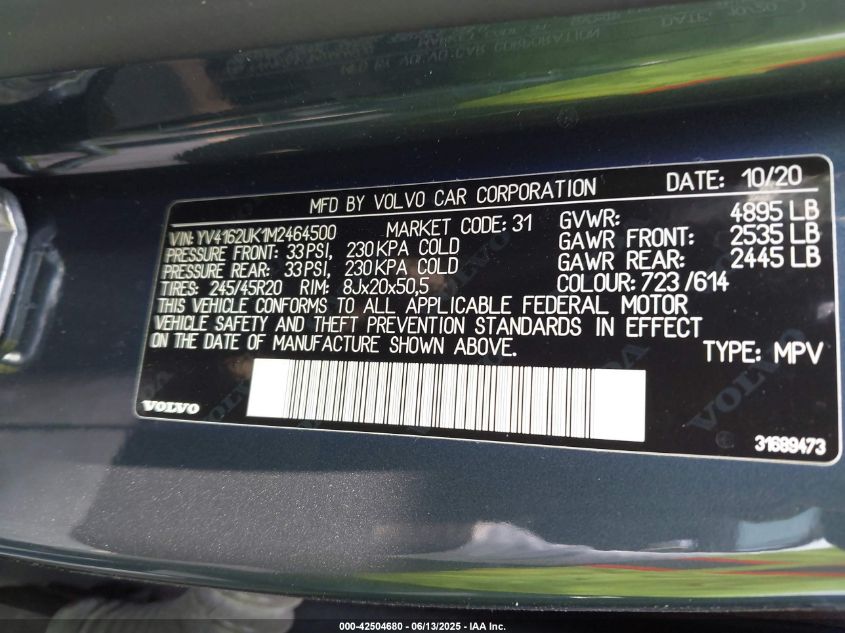 MFD BY VOLVO CAR CORPORATION DATE: 10/20
VIN: YV4162UK1M2464500 MARKET CODE: 31 GVWR: 4895 LB
PRESSURE FRONT: 33 PSI, 230 KPA COLD GAWR FRONT: 2535 LB
PRESSURE REAR: 33 PSI, 230 KPA COLD GAWR REAR: 2445 LB
TIRES: 245/45R20 RIM: 8Jx20x50,5 COLOUR: 723 /614
THIS VEHICLE CONFORMS TO ALL APPLICABLE FEDERAL MOTOR
VEHICLE SAFETY AND THEFT PREVENTION STANDARDS IN EFFECT
ON THE DATE OF MANUFACTURE SHOWN ABOVE. TYPE: MPV
VOLVO
31689473
000-42504680 - 06/13/2025 - IAA Inc.